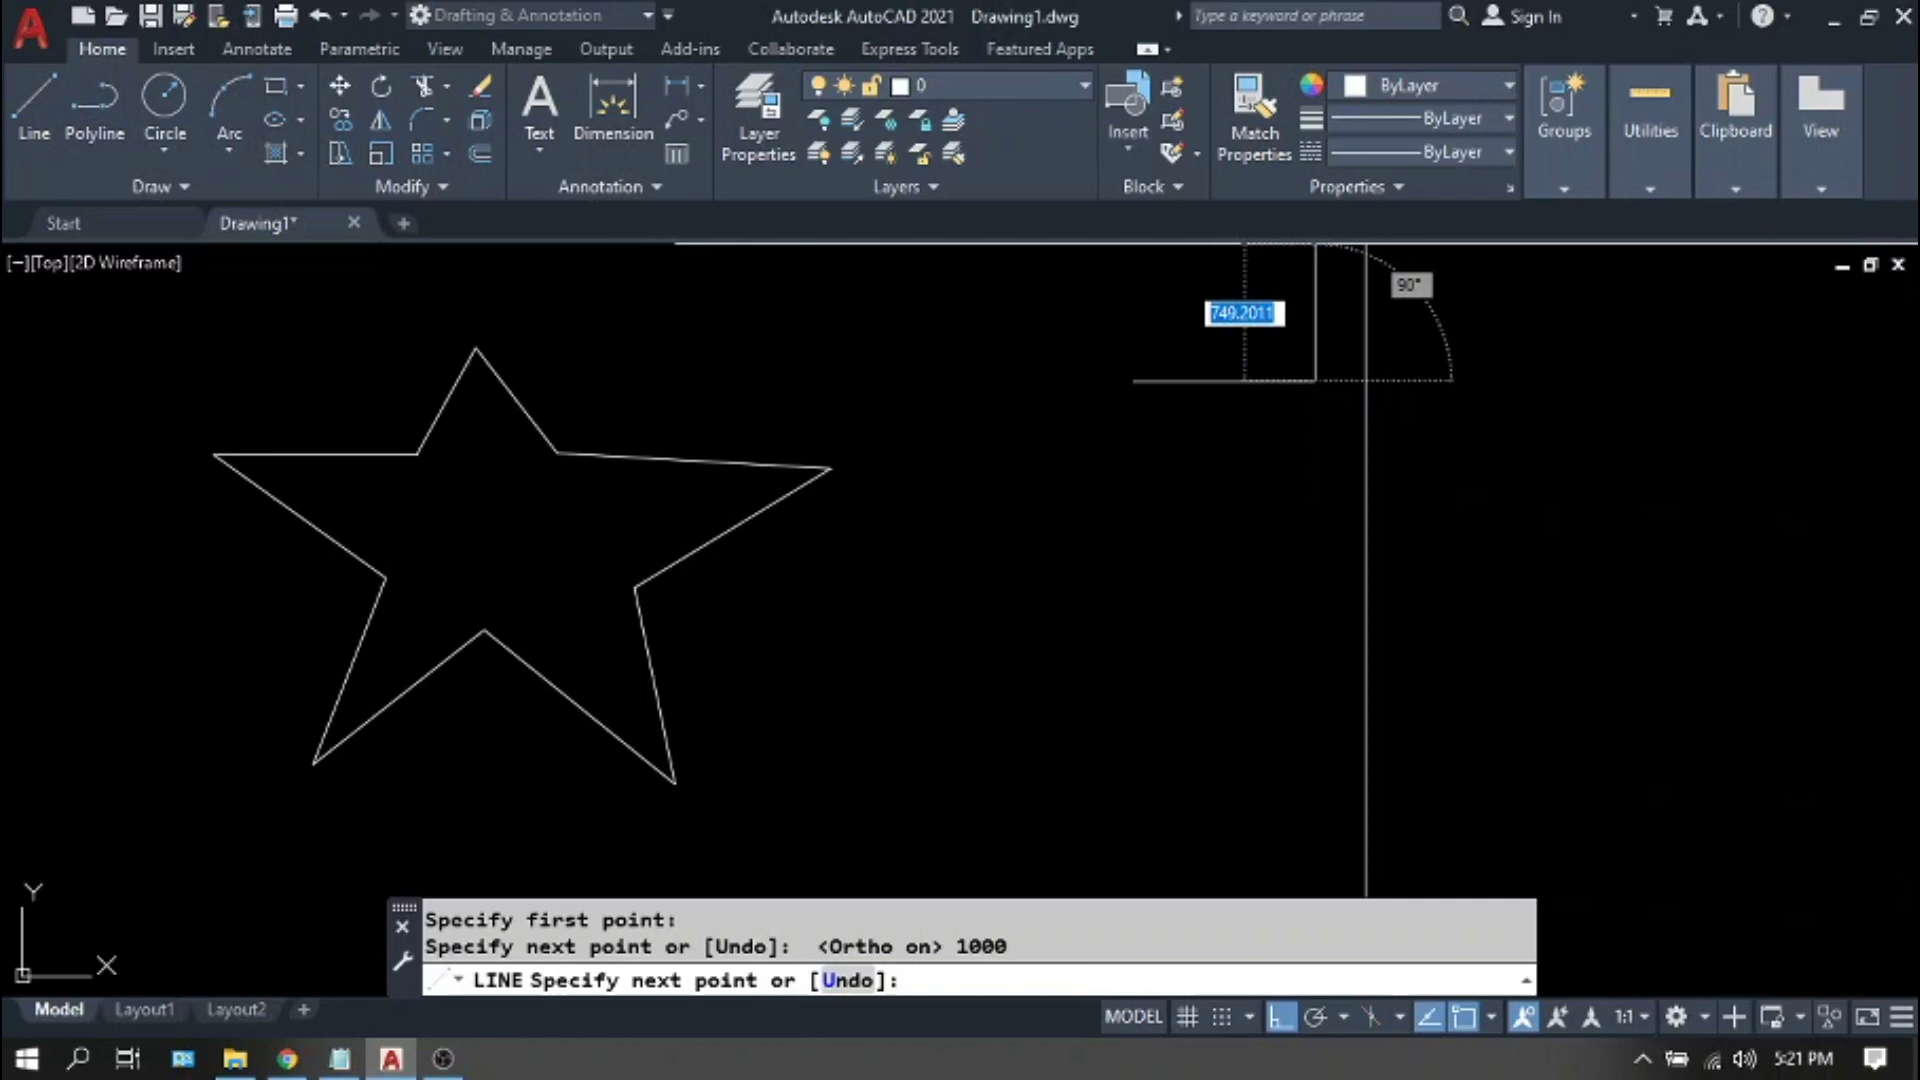 Drafting & Annotation
Autodesk AutoCAD 2021 Drawing1.dwg
Type a keyword or phrase
Sign In
Home Insert Annotate Parametric View Manage Output Add-ins Collaborate Express Tools Featured Apps
0
ByLayer
Line Polyline Circle Arc
Text Dimension
Layer Properties
Insert
Match Properties
ByLayer
ByLayer
Groups Utilities Clipboard View
Draw Modify Annotation Layers Block Properties
Start Drawing1*
[−][Top][2D Wireframe]
90°
749.2011
Y
X
Specify first point:
Specify next point or [Undo]: <Ortho on> 1000
LINE Specify next point or [Undo]:
Model Layout1 Layout2
MODEL 1:1
5:21 PM